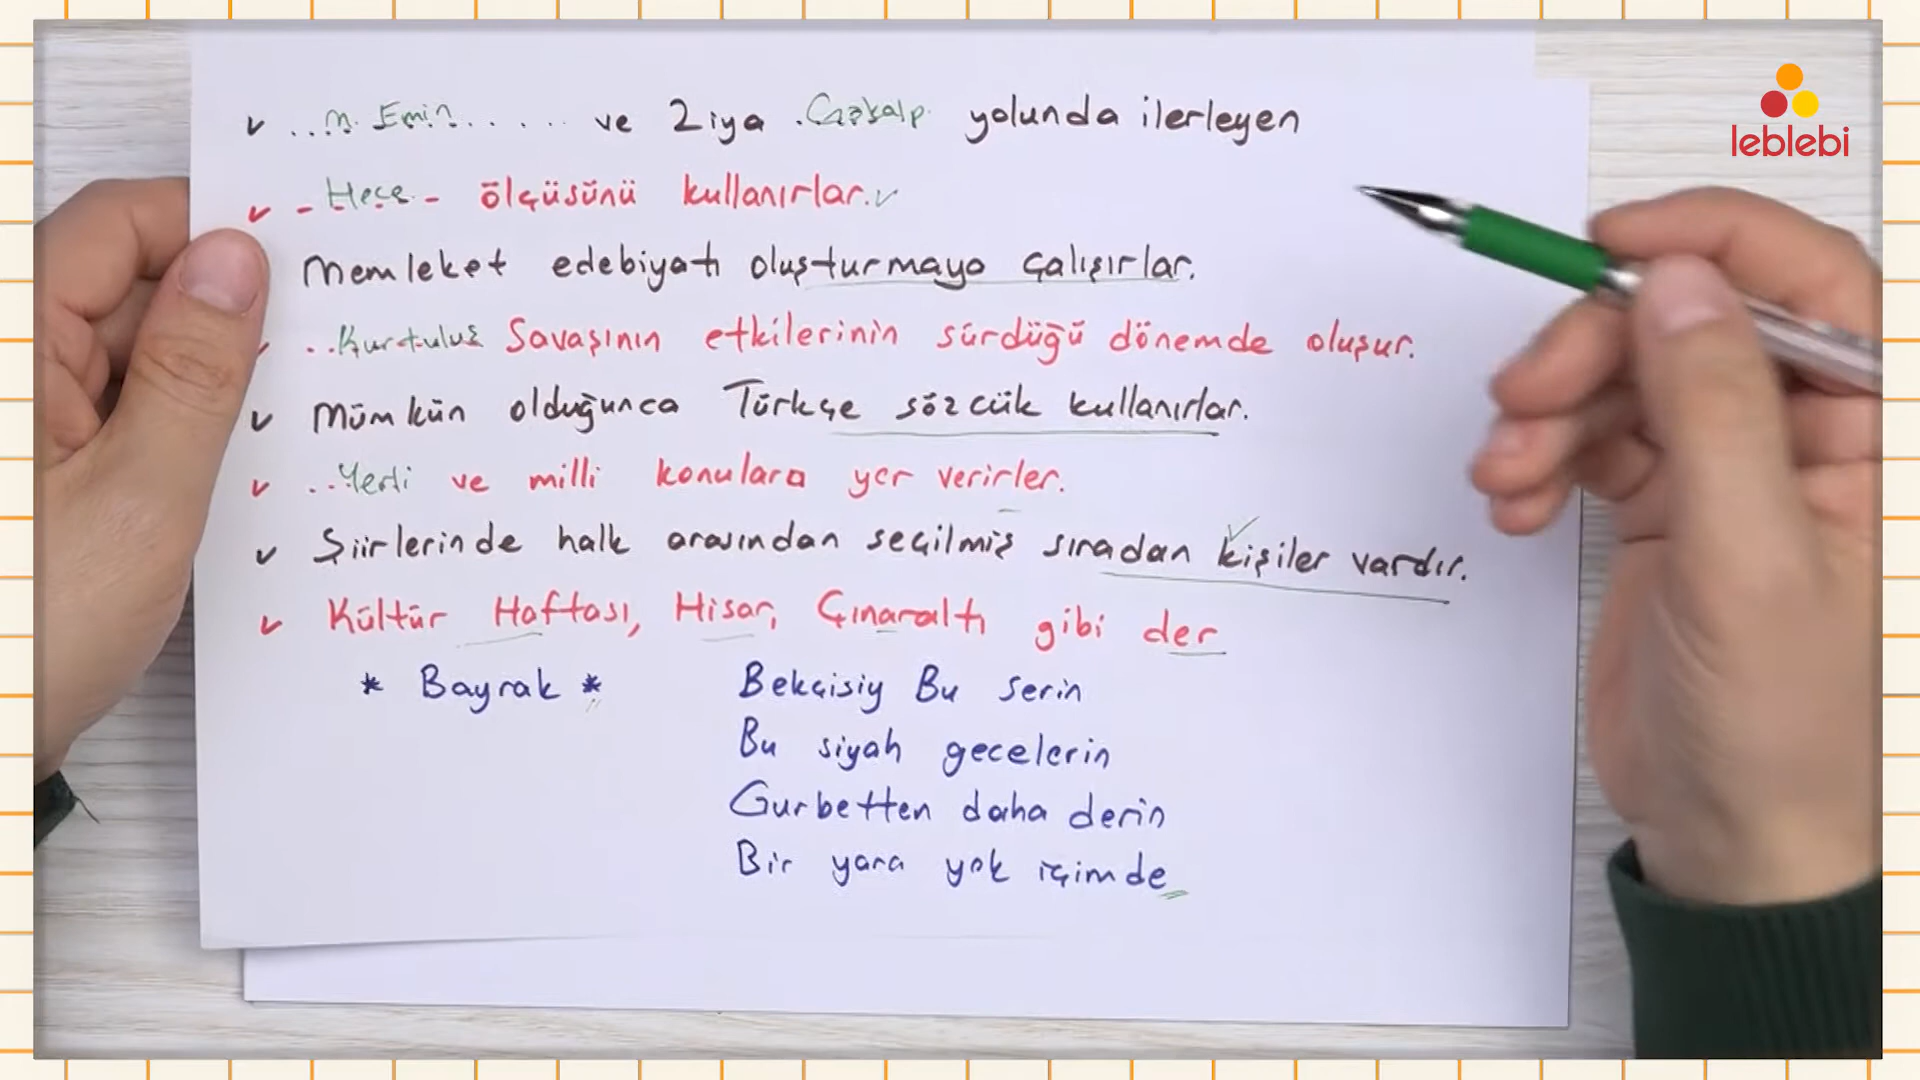 ..M. Emin..... ve Ziya .Gökalp. yolunda ilerleyen
- Hece - ölçüsünü kullanırlar.
Memleket edebiyatı oluşturmaya çalışırlar.
..Kurtuluş Savaşının etkilerinin sürdüğü dönemde oluşur.
Mümkün olduğunca Türkçe sözcük kullanırlar.
..Yerli ve milli konulara yer verirler.
Şiirlerinde halk arasından seçilmiş sıradan kişiler vardır.
Kültür Haftası, Hisar, Çınaraltı gibi der
* Bayrak *
Bekçisiy Bu serin
Bu siyah gecelerin
Gurbetten daha derin
Bir yara yok içimde
leblebi